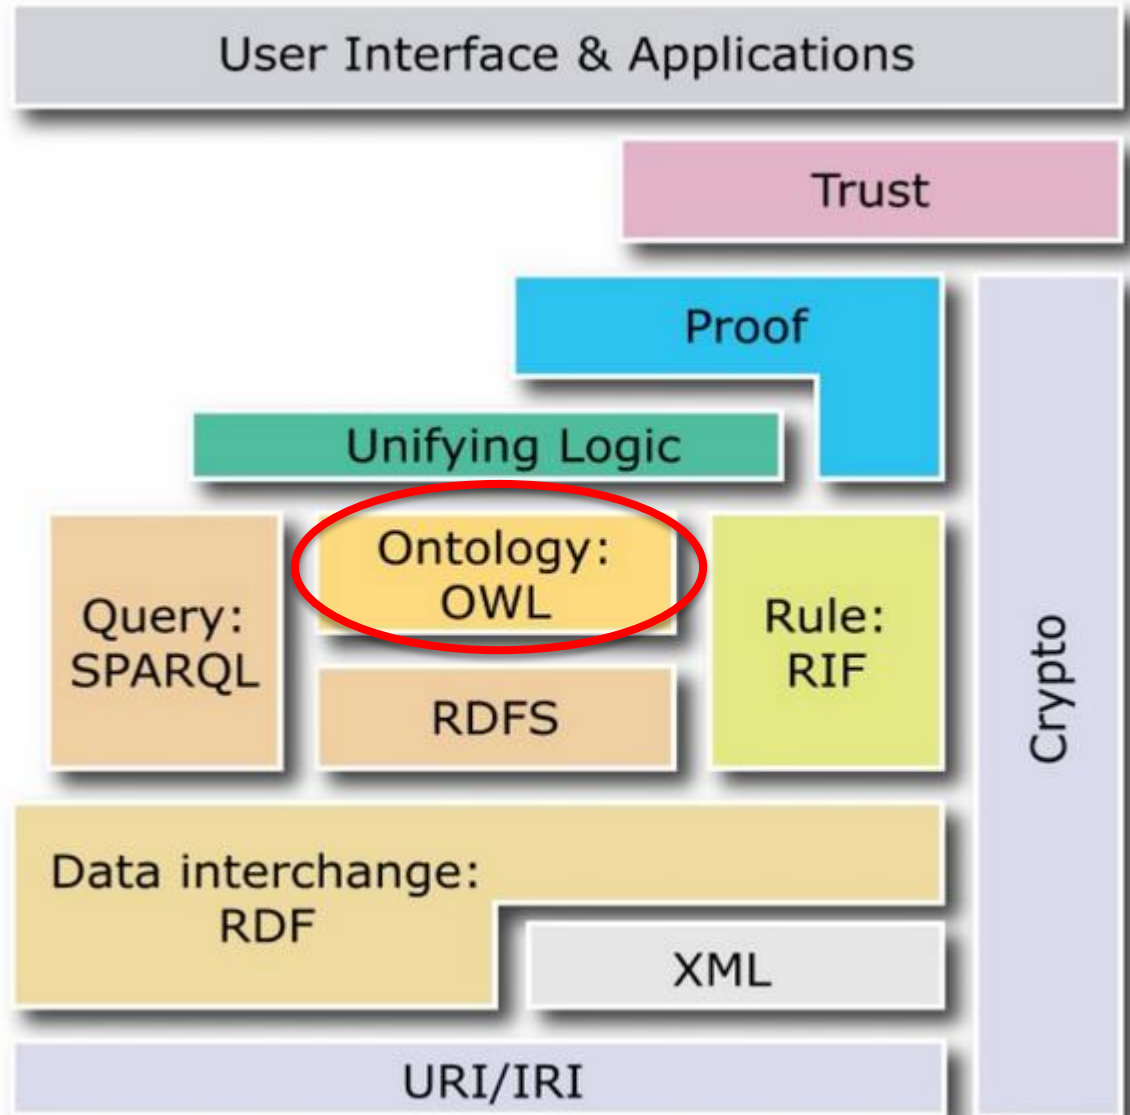 User Interface & Applications
Trust
Proof
Unifying Logic
Query:
SPARQL
Ontology:
OWL
RDFS
Rule:
RIF
Crypto
Data interchange:
RDF
XML
URI/IRI